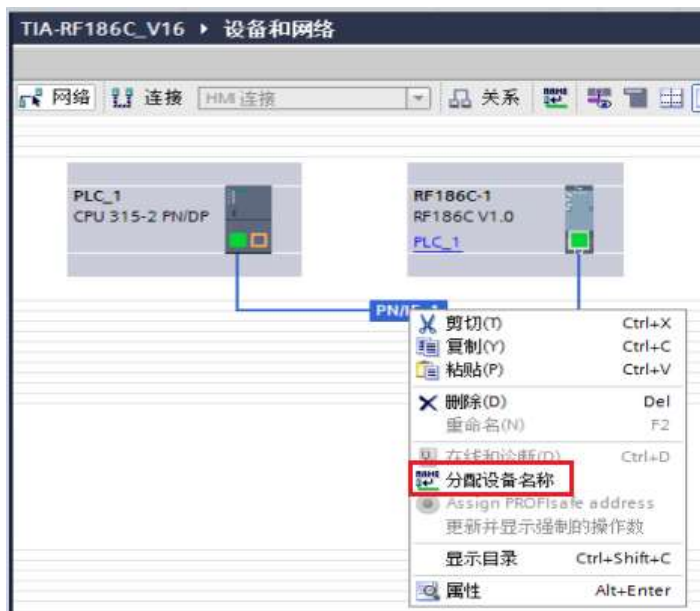 TIA-RF186C_V16 ▸ 设备和网络
网络 连接 HMI 连接 关系
PLC_1
CPU 315-2 PN/DP
RF186C-1
RF186C V1.0
PLC_1
剪切(T) Ctrl+X
复制(Y) Ctrl+C
粘贴(P) Ctrl+V
删除(D) Del
重命名(N) F2
在线和诊断(D) Ctrl+D
分配设备名称
Assign PROFIsafe address
更新并显示强制的操作数
显示目录 Ctrl+Shift+C
属性 Alt+Enter